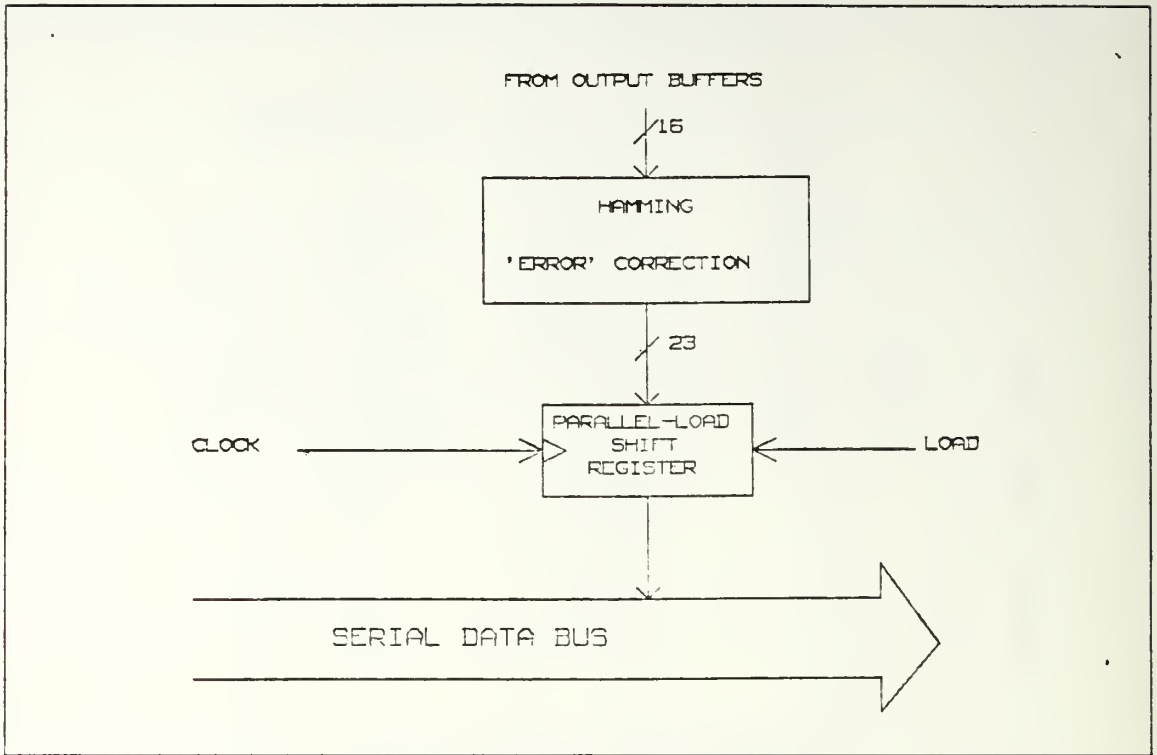 FROM OUTPUT BUFFERS
16
HAMMING
'ERROR' CORRECTION
23
PARALLEL-LOAD
SHIFT
REGISTER
CLOCK
LOAD
SERIAL DATA BUS